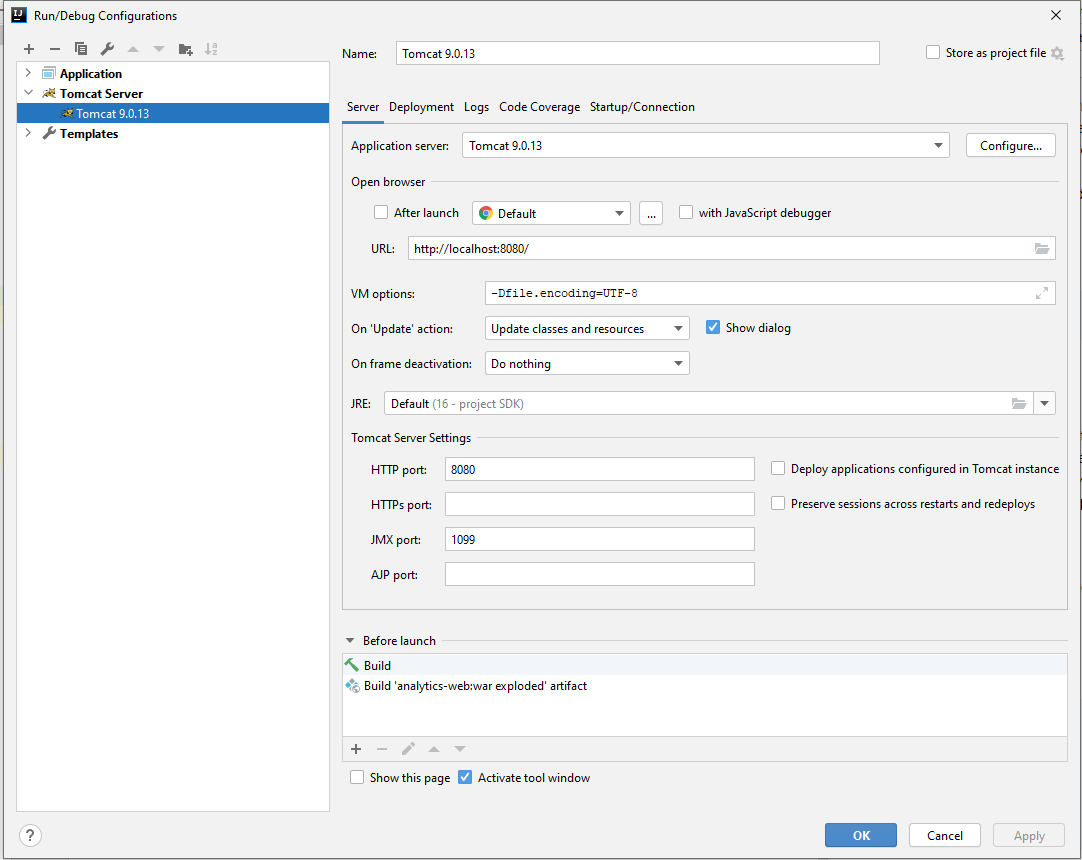 Run/Debug Configurations
Application
Tomcat Server
Tomcat 9.0.13
Templates
Name: Tomcat 9.0.13 Store as project file
Server Deployment Logs Code Coverage Startup/Connection
Application server: Tomcat 9.0.13 Configure...
Open browser
After launch Default ... with JavaScript debugger
URL: http://localhost:8080/
VM options: -Dfile.encoding=UTF-8
On 'Update' action: Update classes and resources Show dialog
On frame deactivation: Do nothing
JRE: Default (16 - project SDK)
Tomcat Server Settings
HTTP port: 8080 Deploy applications configured in Tomcat instance
HTTPs port: Preserve sessions across restarts and redeploys
JMX port: 1099
AJP port:
Before launch
Build
Build 'analytics-web:war exploded' artifact
Show this page Activate tool window
? OK Cancel Apply